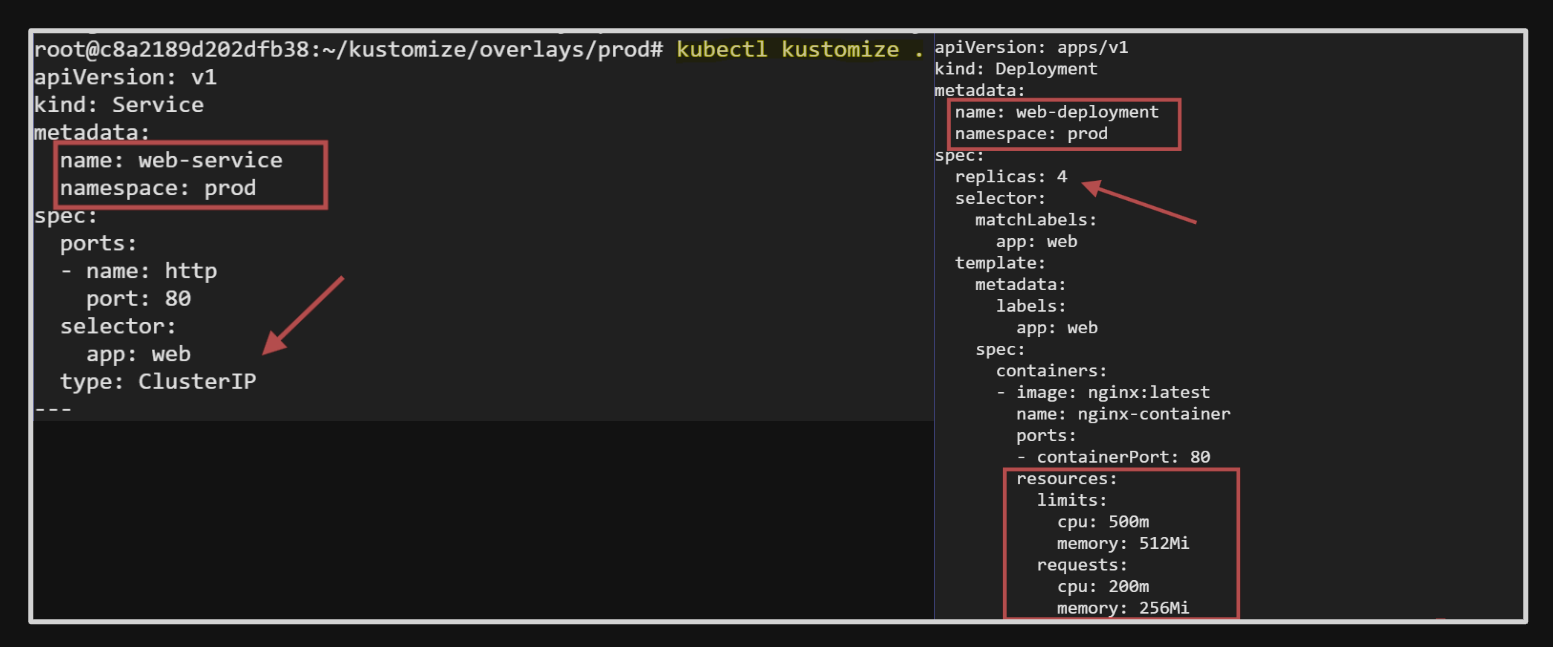 root@c8a2189d202dfb38:~/kustomize/overlays/prod# kubectl kustomize .
apiVersion: v1
kind: Service
metadata:
  name: web-service
  namespace: prod
spec:
  ports:
  - name: http
    port: 80
  selector:
    app: web
  type: ClusterIP
---
apiVersion: apps/v1
kind: Deployment
metadata:
  name: web-deployment
  namespace: prod
spec:
  replicas: 4
  selector:
    matchLabels:
      app: web
  template:
    metadata:
      labels:
        app: web
    spec:
      containers:
      - image: nginx:latest
        name: nginx-container
        ports:
        - containerPort: 80
        resources:
          limits:
            cpu: 500m
            memory: 512Mi
          requests:
            cpu: 200m
            memory: 256Mi